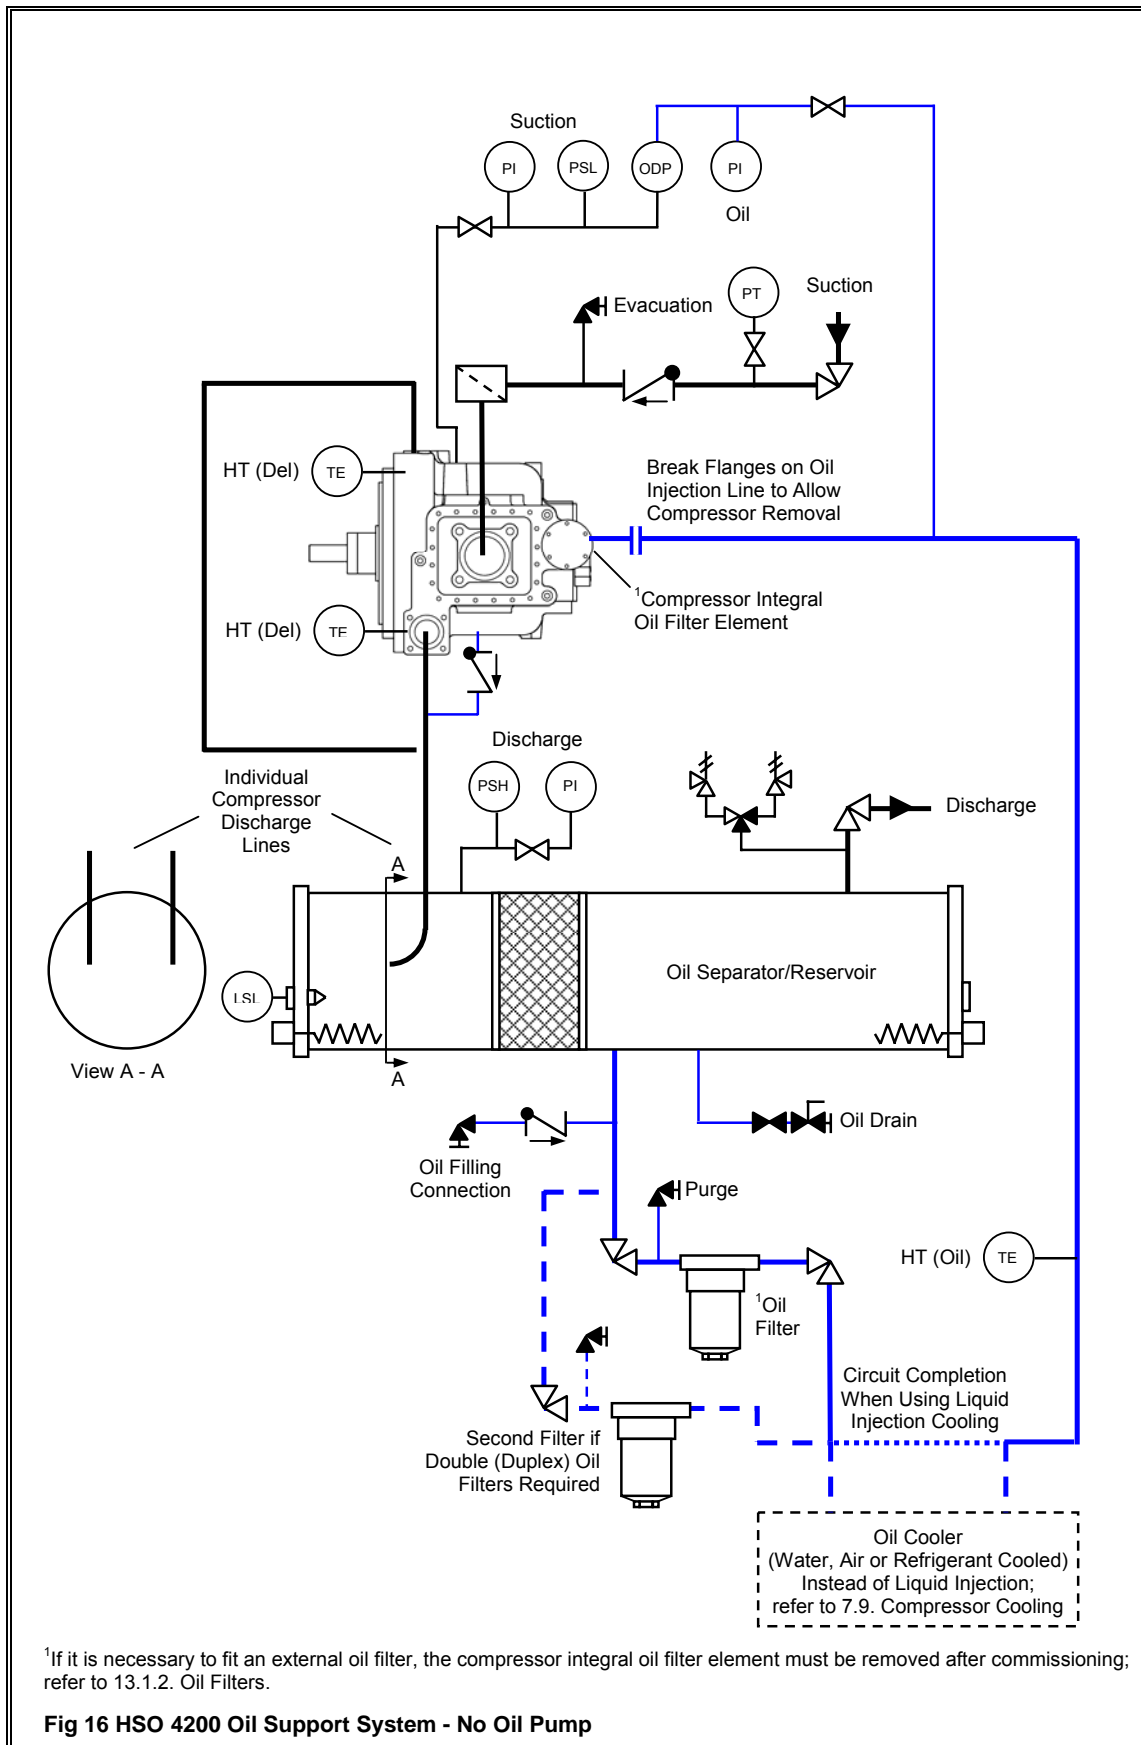 Suction
PI
PSL
ODP
PI
Oil
PT
Suction
Evacuation
HT (Del)
TE
Break Flanges on Oil
Injection Line to Allow
Compressor Removal
1Compressor Integral
Oil Filter Element
HT (Del)
TE
Discharge
PSH
PI
Individual
Compressor
Discharge
Lines
Discharge
A
Oil Separator/Reservoir
LSL
A
View A - A
Oil Filling
Connection
Oil Drain
Purge
HT (Oil)
TE
1Oil
Filter
Circuit Completion
When Using Liquid
Injection Cooling
Second Filter if
Double (Duplex) Oil
Filters Required
Oil Cooler
(Water, Air or Refrigerant Cooled)
Instead of Liquid Injection;
refer to 7.9. Compressor Cooling
1If it is necessary to fit an external oil filter, the compressor integral oil filter element must be removed after commissioning;
refer to 13.1.2. Oil Filters.
Fig 16 HSO 4200 Oil Support System - No Oil Pump